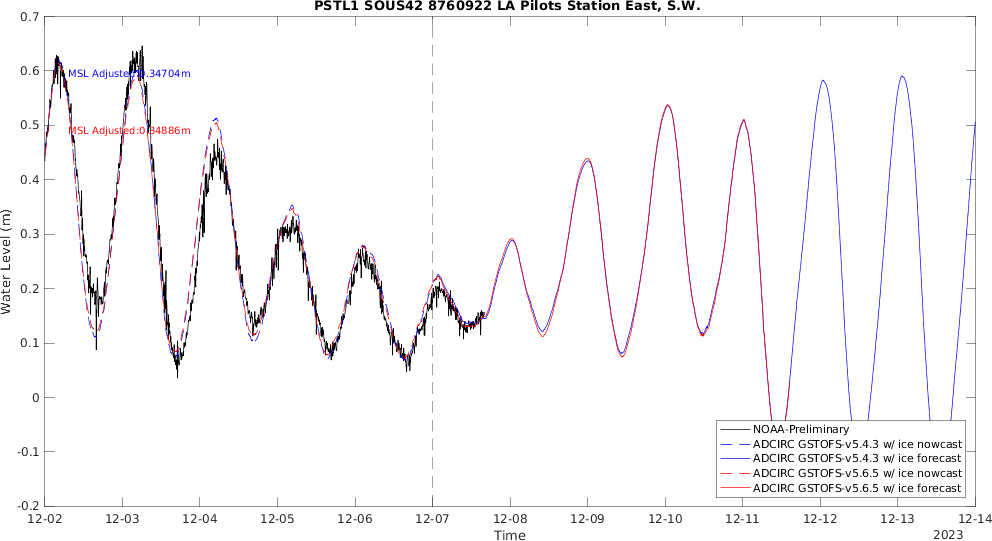 PSTL1 SOUS42 8760922 LA Pilots Station East, S.W.
0.7
0.6
0.5
0.4
0.3
0.2
0.1
0
-0.1
-0.2
Water Level (m)
MSL Adjusted:0.34704m
MSL Adjusted:0.34886m
NOAA-Preliminary
ADCIRC GSTOFS-v5.4.3 w/ ice nowcast
ADCIRC GSTOFS-v5.4.3 w/ ice forecast
ADCIRC GSTOFS-v5.6.5 w/ ice nowcast
ADCIRC GSTOFS-v5.6.5 w/ ice forecast
12-02 12-03 12-04 12-05 12-06 12-07 12-08 12-09 12-10 12-11 12-12 12-13 12-14
Time
2023